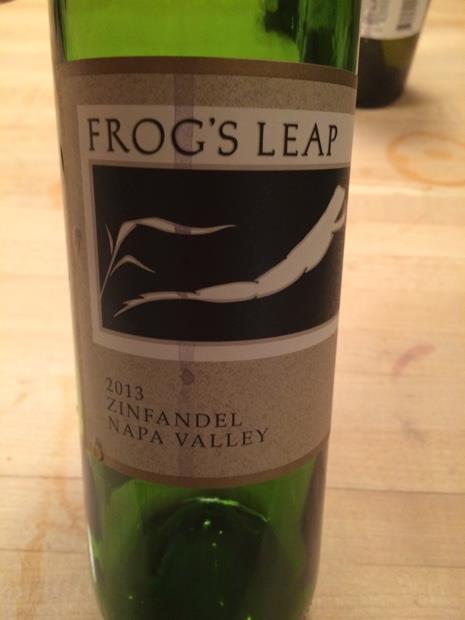 FROG'S LEAP
2013
ZINFANDEL
NAPA VALLEY